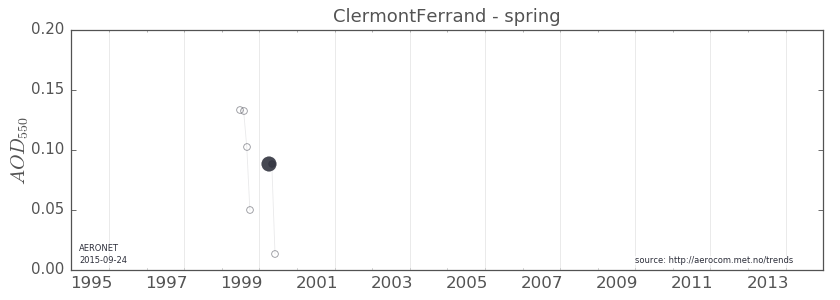 ClermontFerrand - spring
0.20
0.15
0.10
0.05
0.00
AOD550
AERONET
2015-09-24
source: http://aerocom.met.no/trends
1995 1997 1999 2001 2003 2005 2007 2009 2011 2013